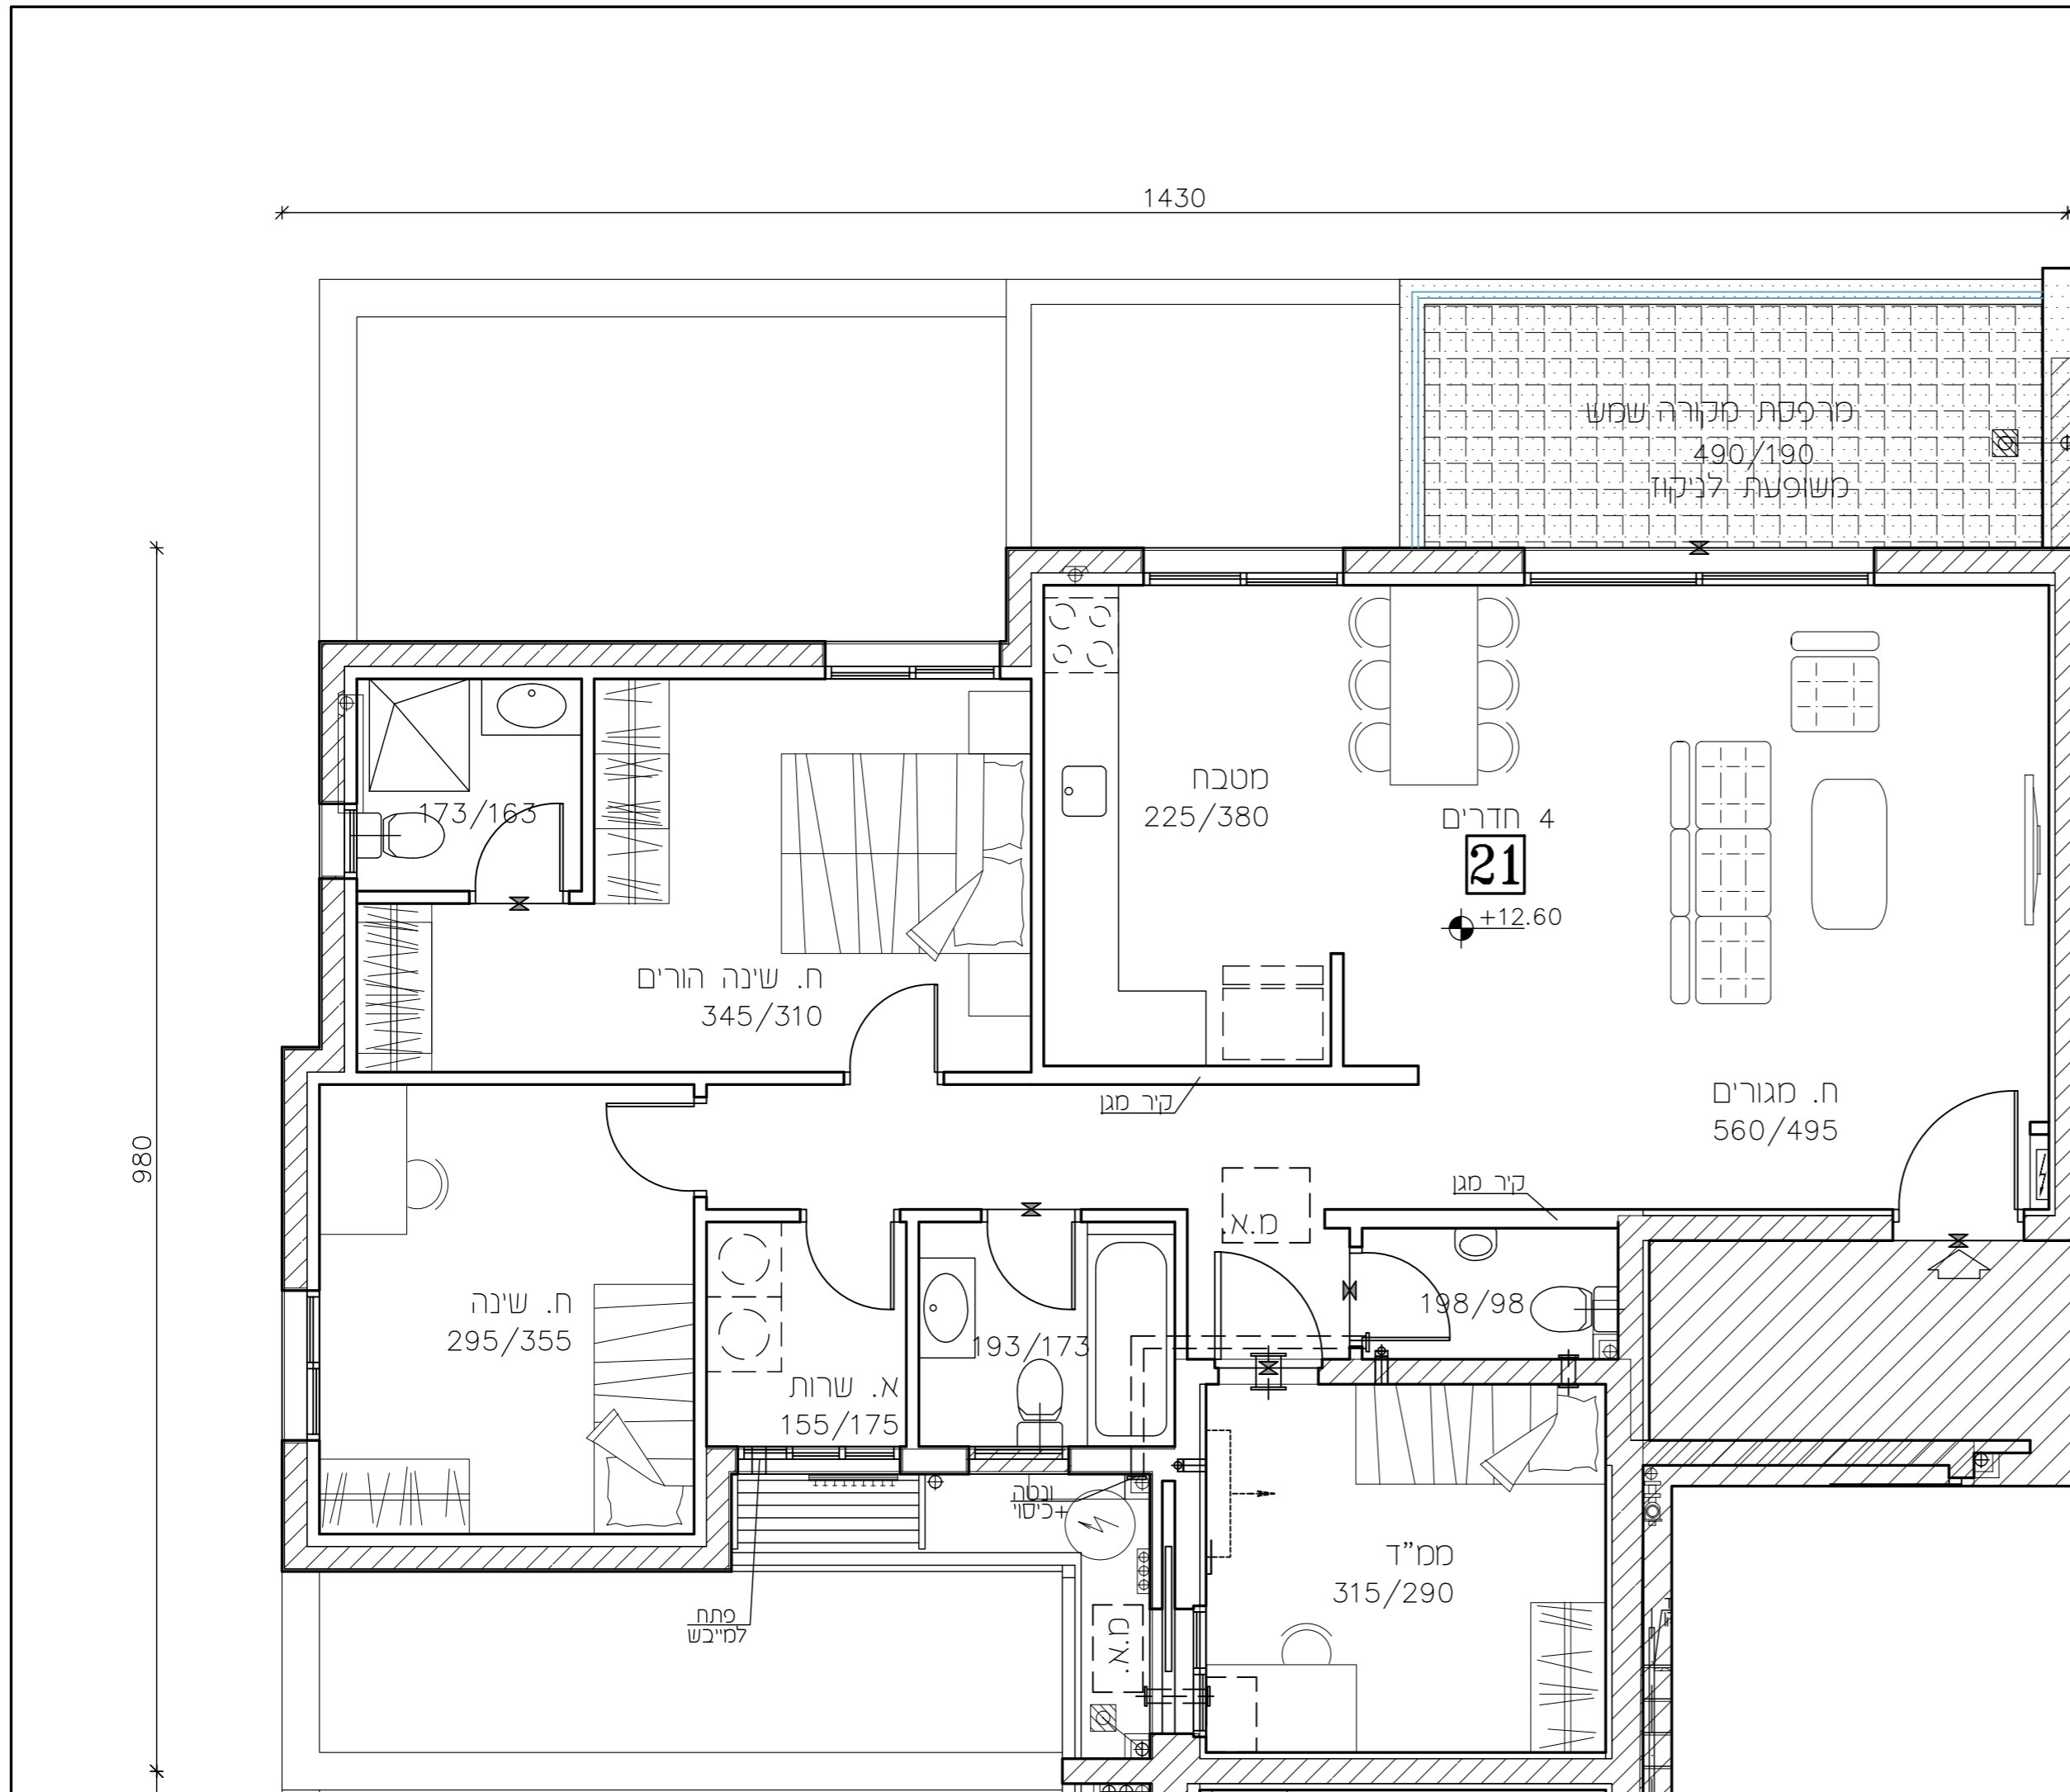 1430
מרפסת מקורה שמש
490/190
משופעת לניקוז
980
מטבח
225/380
4 חדרים
21
+12.60
173/163
ח. שינה הורים
345/310
קיר מגן
ח. מגורים
560/495
קיר מגן
מ.א.
198/98
ח. שינה
295/355
193/173
א. שרות
155/175
ונטה
+כיסוי
ממ"ד
315/290
פתח
למייבש
מ.א.